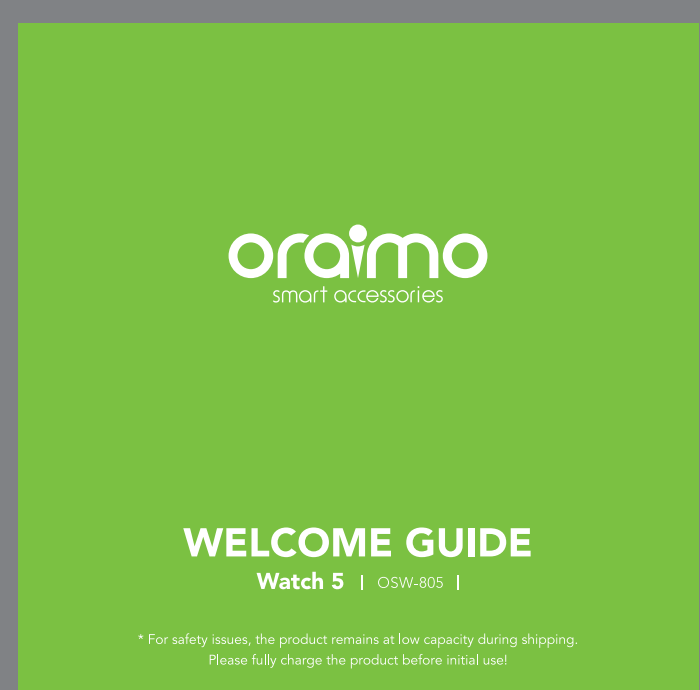 oraimo
smart accessories
WELCOME GUIDE
Watch 5 | OSW-805 |
* For safety issues, the product remains at low capacity during shipping.
Please fully charge the product before initial use!